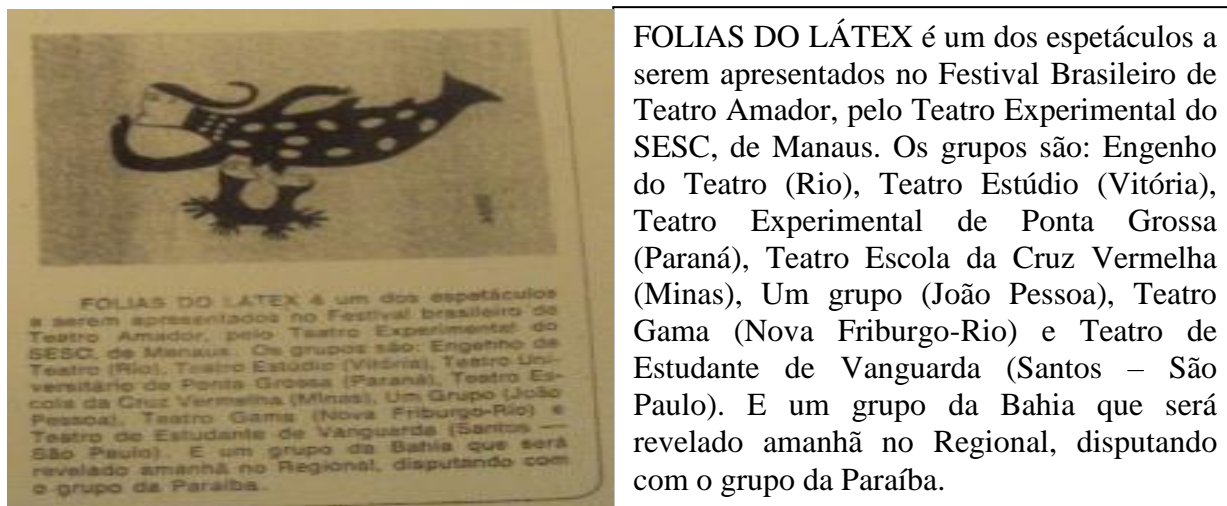 FOLIAS DO LATEX é um dos espetáculos
a serem apresentados no Festival brasileiro de
Teatro Amador, pelo Teatro Experimental do
SESC, de Manaus. Os grupos são: Engenho de
Teatro (Rio), Teatro Estúdio (Vitória), Teatro Uni-
versitário de Ponta Grossa (Paraná), Teatro Es-
cola da Cruz Vermelha (Minas), Um Grupo (João
Pessoa), Teatro Gama (Nova Friburgo-Rio) e
Teatro de Estudante de Vanguarda (Santos —
São Paulo). E um grupo da Bahia que será
revelado amanhã no Regional, disputando com
o grupo da Paraíba.
FOLIAS DO LÁTEX é um dos espetáculos a
serem apresentados no Festival Brasileiro de
Teatro Amador, pelo Teatro Experimental do
SESC, de Manaus. Os grupos são: Engenho
do Teatro (Rio), Teatro Estúdio (Vitória),
Teatro Experimental de Ponta Grossa
(Paraná), Teatro Escola da Cruz Vermelha
(Minas), Um grupo (João Pessoa), Teatro
Gama (Nova Friburgo-Rio) e Teatro de
Estudante de Vanguarda (Santos – São
Paulo). E um grupo da Bahia que será
revelado amanhã no Regional, disputando
com o grupo da Paraíba.